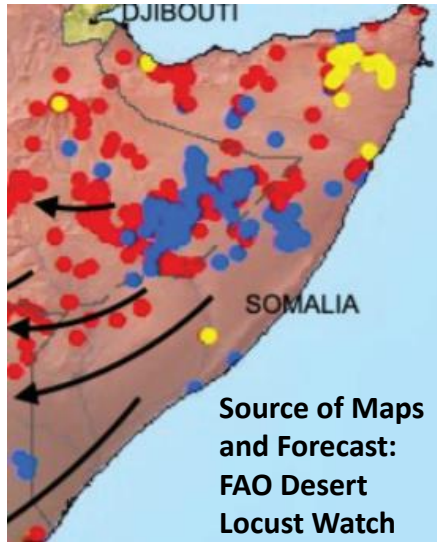 DJIBOUTI
SOMALIA
Source of Maps
and Forecast:
FAO Desert
Locust Watch